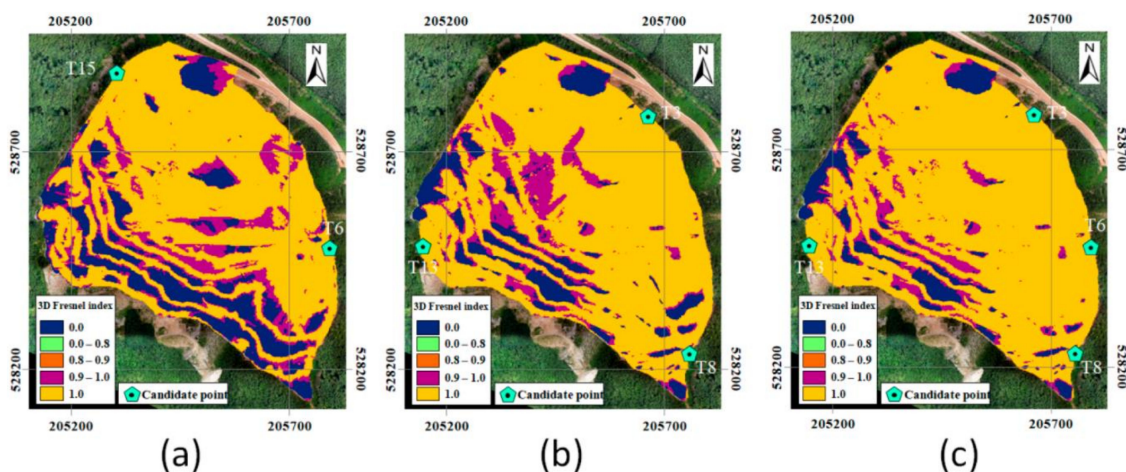 205200
205700
205200
205700
205200
205700
N
N
N
T15
T3
T3
528700
528700
528700
528700
T6
T6
T13
T13
3D Fresnel index
0.0
0.0 – 0.8
0.8 – 0.9
0.9 – 1.0
1.0
Candidate point
3D Fresnel index
0.0
0.0 – 0.8
0.8 – 0.9
0.9 – 1.0
1.0
Candidate point
3D Fresnel index
0.0
0.0 – 0.8
0.8 – 0.9
0.9 – 1.0
1.0
Candidate point
T8
T8
528200
528200
528200
528200
205200
205700
205200
205700
205200
205700
(a)
(b)
(c)